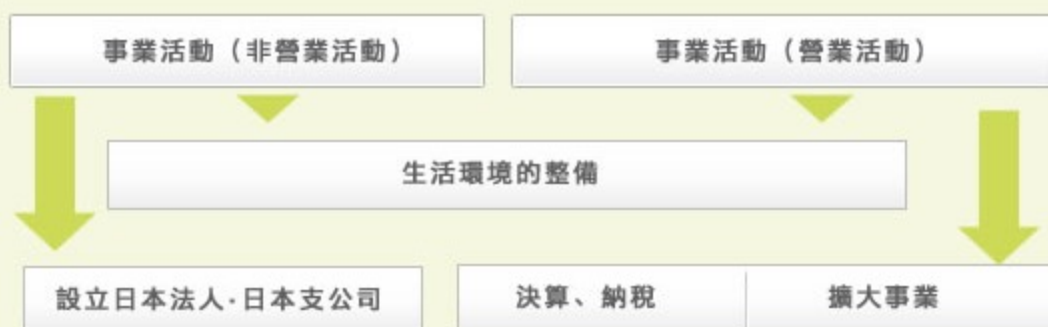 事業活動（非營業活動）
事業活動（營業活動）
生活環境的整備
設立日本法人·日本支公司
決算、納稅
擴大事業